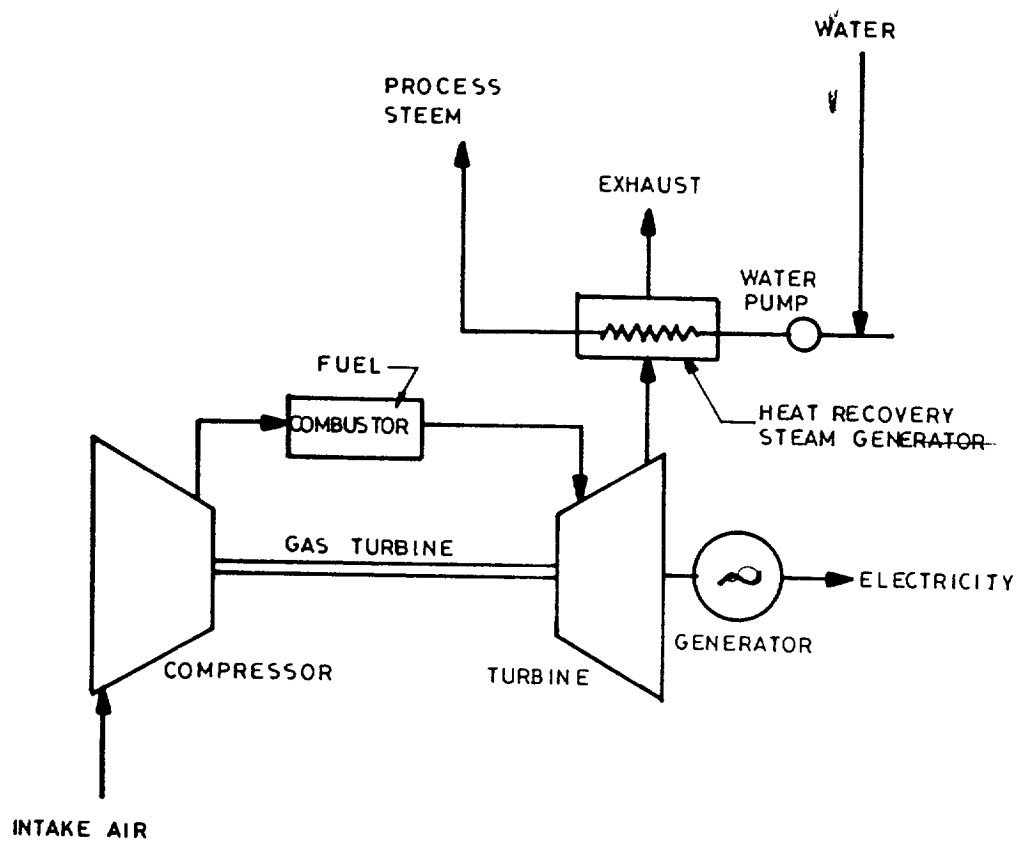 WATER
PROCESS
STEEM
EXHAUST
WATER
PUMP
FUEL
COMBUSTOR
HEAT RECOVERY
STEAM GENERATOR
GAS TURBINE
ELECTRICITY
GENERATOR
COMPRESSOR
TURBINE
INTAKE AIR